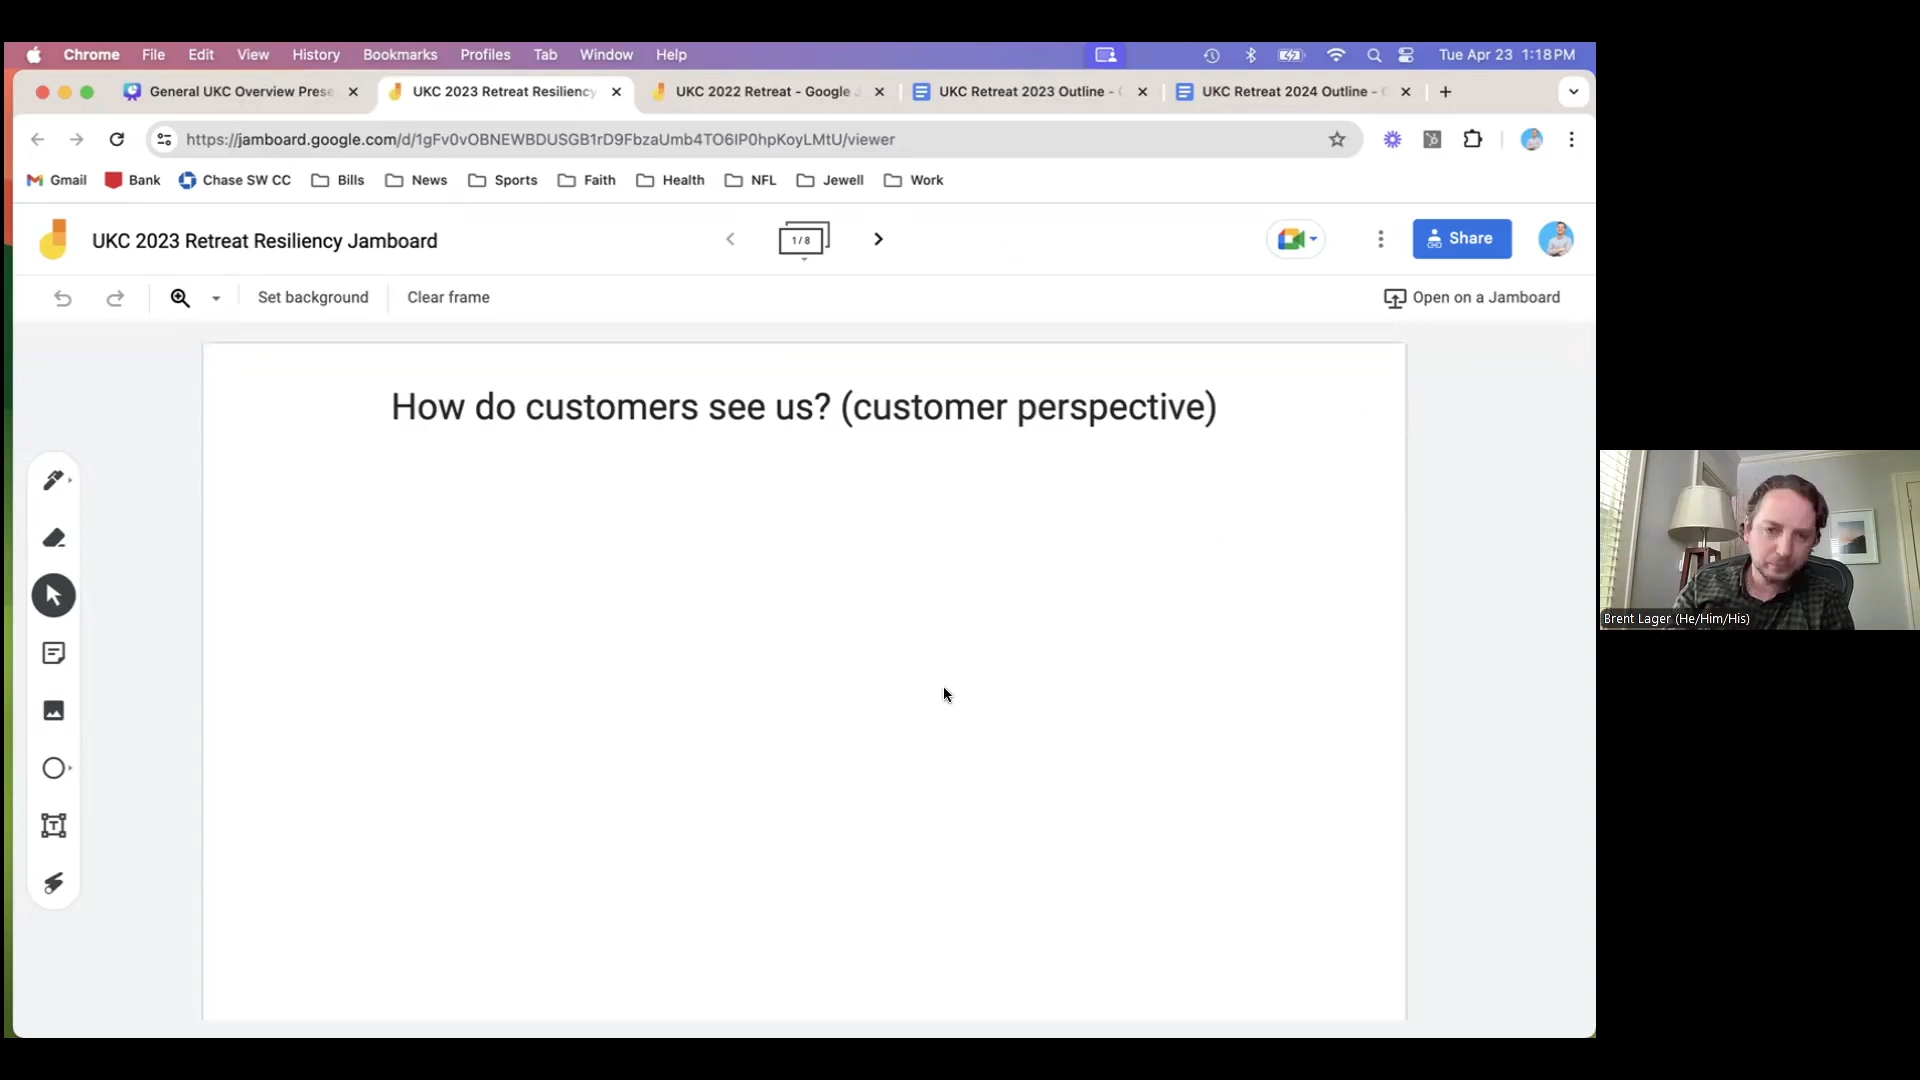 Chrome File Edit View History Bookmarks Profiles Tab Window Help Tue Apr 23 1:18 PM
General UKC Overview Prese UKC 2023 Retreat Resiliency UKC 2022 Retreat - Google J UKC Retreat 2023 Outline - UKC Retreat 2024 Outline -
https://jamboard.google.com/d/1gFv0vOBNEWBDUSGB1rD9FbzaUmb4TO6IP0hpKoyLMtU/viewer
Gmail Bank Chase SW CC Bills News Sports Faith Health NFL Jewell Work
UKC 2023 Retreat Resiliency Jamboard 1/8 Share
Set background Clear frame Open on a Jamboard
How do customers see us? (customer perspective)
Brent Lager (He/Him/His)